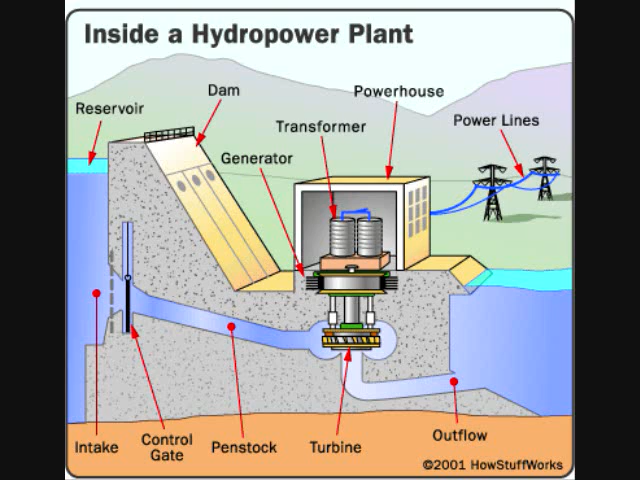 Inside a Hydropower Plant
Reservoir
Dam
Powerhouse
Transformer
Power Lines
Generator
Intake
Control
Gate
Penstock
Turbine
Outflow
©2001 HowStuffWorks